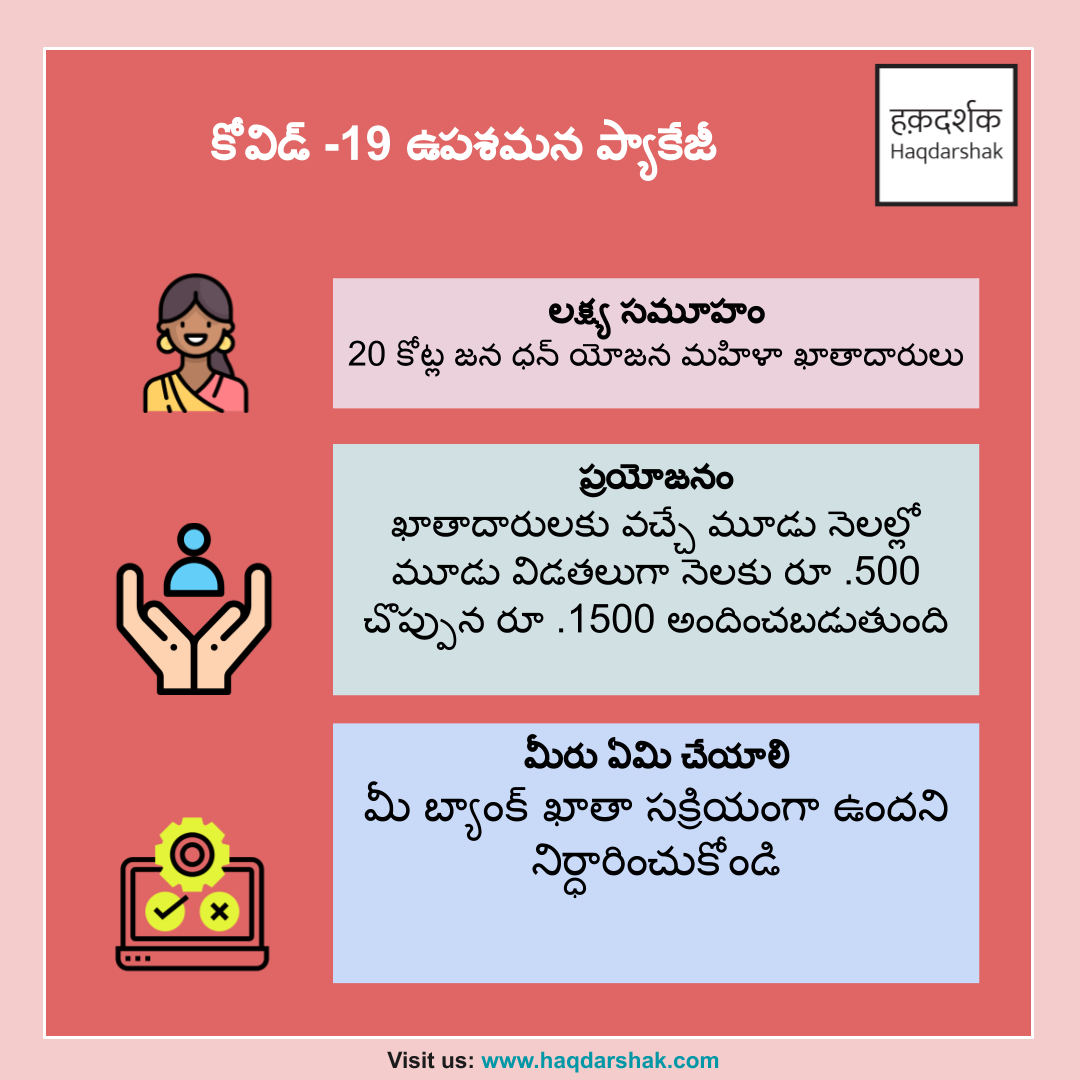 కోవిడ్ -19 ఉపశమన ప్యాకేజీ
हक़दर्शक
Haqdarshak
లక్ష్య సమూహం
20 కోట్ల జన ధన్ యోజన మహిళా ఖాతాదారులు
ప్రయోజనం
ఖాతాదారులకు వచ్చే మూడు నెలల్లో
మూడు విడతలుగా నెలకు రూ .500
చొప్పున రూ .1500 అందించబడుతుంది
మీరు ఏమి చేయాలి
మీ బ్యాంక్ ఖాతా సక్రియంగా ఉందని
నిర్ధారించుకోండి
Visit us: www.haqdarshak.com